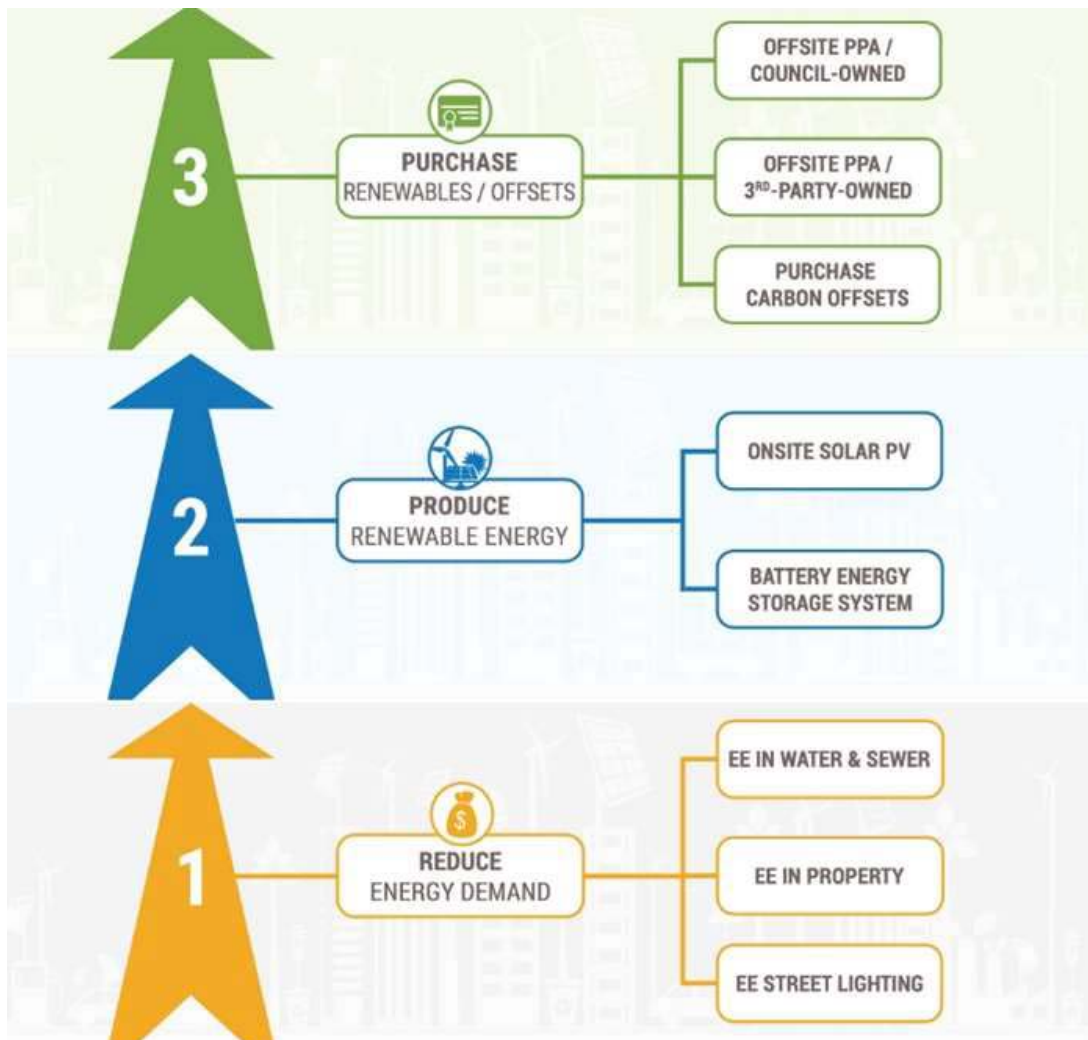 3
PURCHASE
RENEWABLES / OFFSETS
OFFSITE PPA /
COUNCIL-OWNED
OFFSITE PPA /
3RD-PARTY-OWNED
PURCHASE
CARBON OFFSETS
2
PRODUCE
RENEWABLE ENERGY
ONSITE SOLAR PV
BATTERY ENERGY
STORAGE SYSTEM
1
$
REDUCE
ENERGY DEMAND
EE IN WATER & SEWER
EE IN PROPERTY
EE STREET LIGHTING